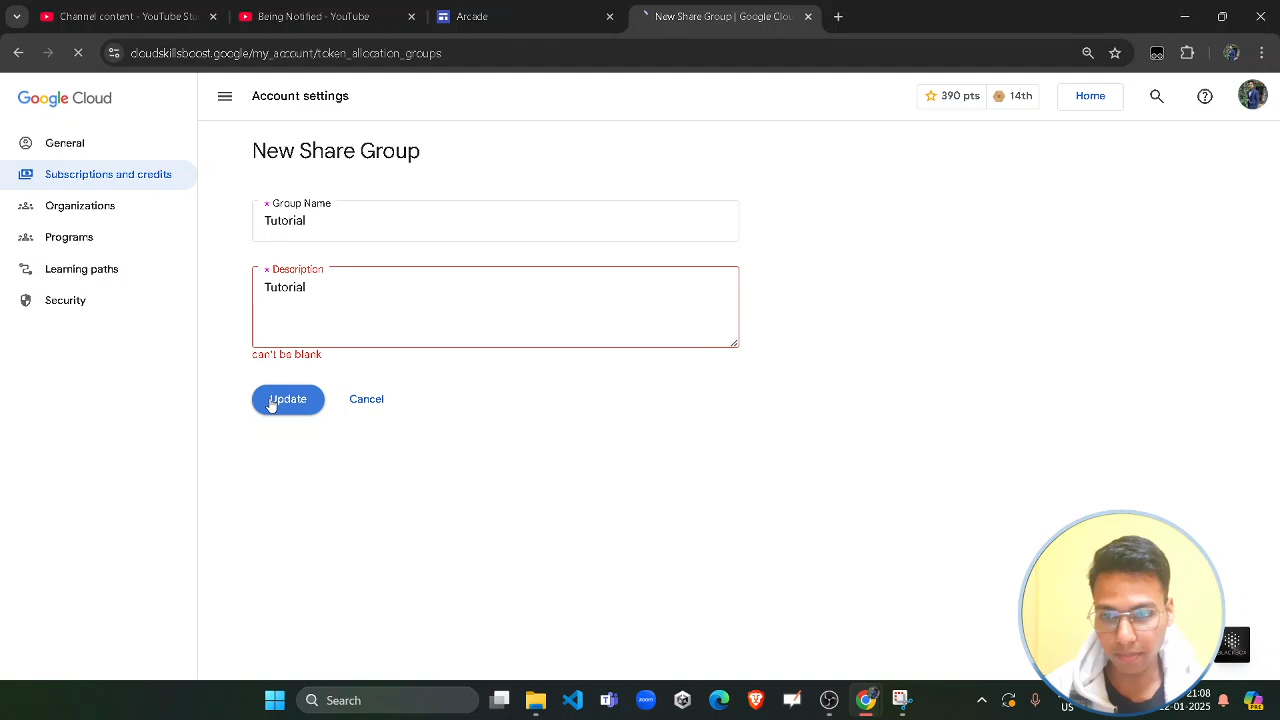 Channel content - YouTube Stu
Being Notified - YouTube
Arcade
New Share Group | Google Clou
cloudskillsboost.google/my_account/token_allocation_groups
Google Cloud
Account settings
390 pts
14th
Home
General
Subscriptions and credits
Organizations
Programs
Learning paths
Security
New Share Group
* Group Name
Tutorial
* Description
Tutorial
can't be blank
Update
Cancel
BLACKBOX
Search
US
21:08
2-01-2025